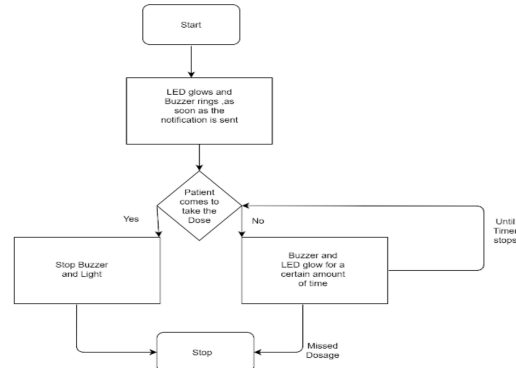 Start
LED glows and
Buzzer rings ,as
soon as the
notification is sent
Patient
comes to
take the
Dose
Yes
No
Until
Timer
stops
Stop Buzzer
and Light
Buzzer and
LED glow for a
certain amount
of time
Stop
Missed
Dosage